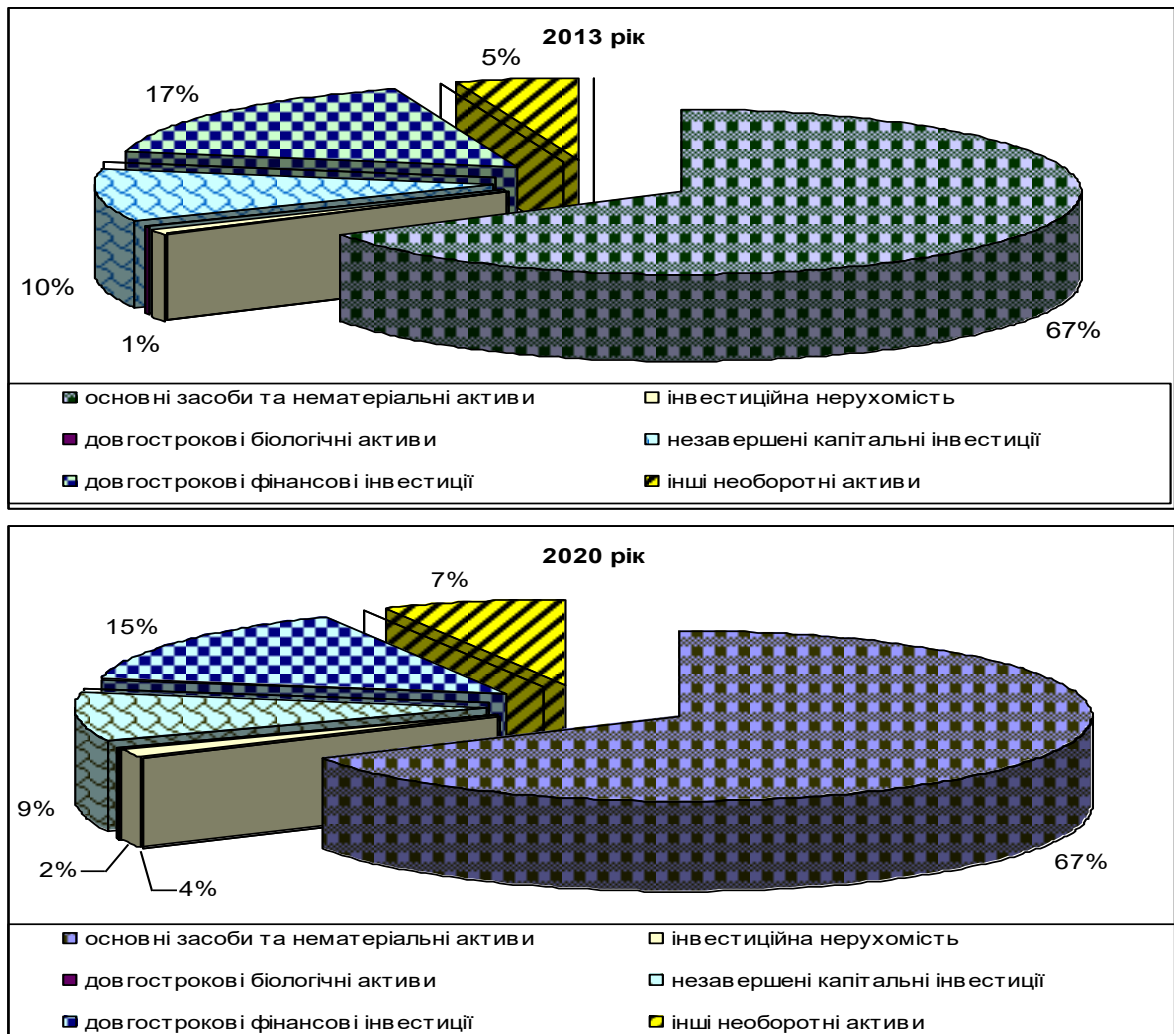 2013 рік
5%
17%
10%
1%
67%
основні засоби та нематеріальні активи інвестиційна нерухомість
довгострокові біологічні активи незавершені капітальні інвестиції
довгострокові фінансові інвестиції інші необоротні активи
2020 рік
7%
15%
9%
2%
4%
67%
основні засоби та нематеріальні активи інвестиційна нерухомість
довгострокові біологічні активи незавершені капітальні інвестиції
довгострокові фінансові інвестиції інші необоротні активи